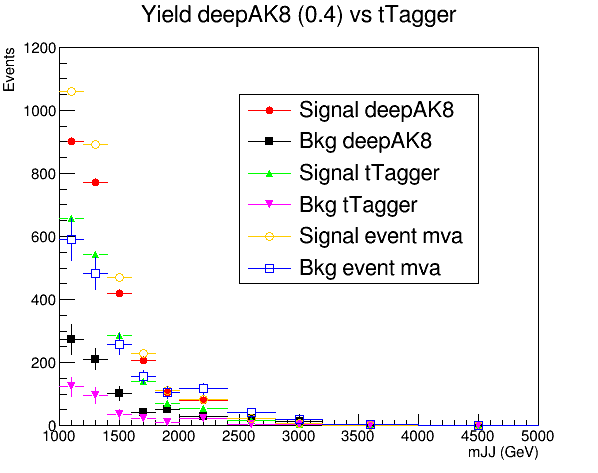 Yield deepAK8 (0.4) vs tTagger
Events
1200
1000
800
600
400
200
0
Signal deepAK8
Bkg deepAK8
Signal tTagger
Bkg tTagger
Signal event mva
Bkg event mva
1000 1500 2000 2500 3000 3500 4000 4500 5000
mJJ (GeV)